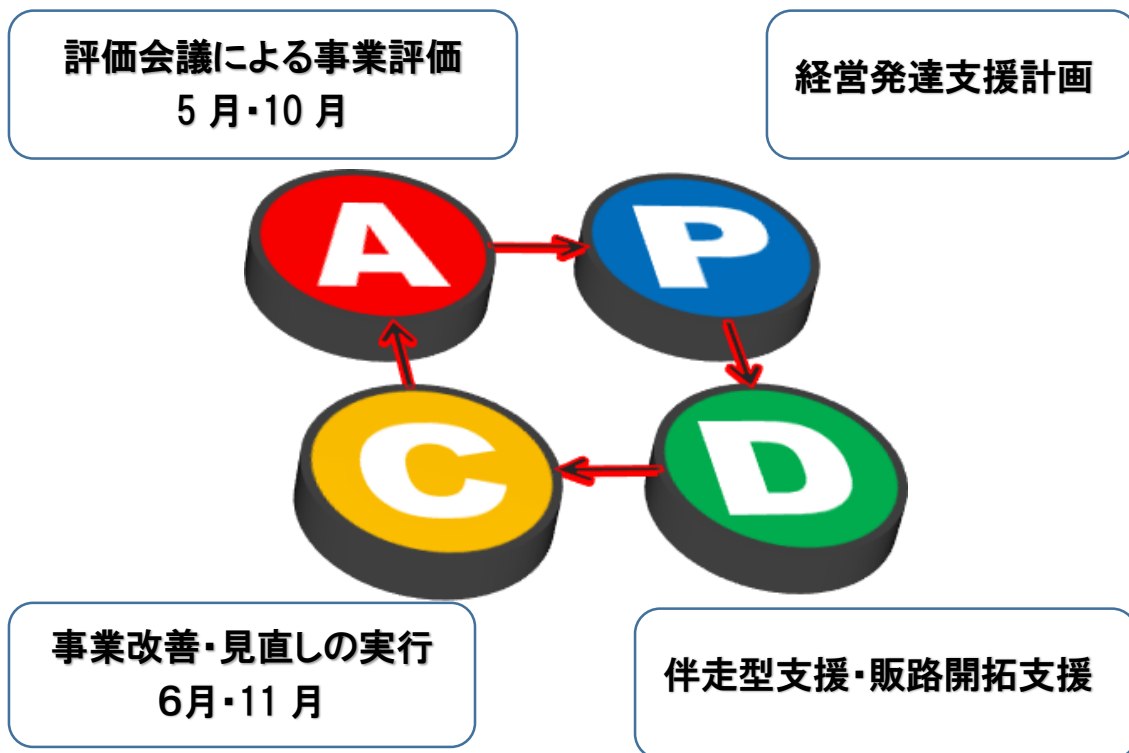 評価会議による事業評価
5 月・10 月
経営発達支援計画
A
P
C
D
事業改善・見直しの実行
６月・11 月
伴走型支援・販路開拓支援